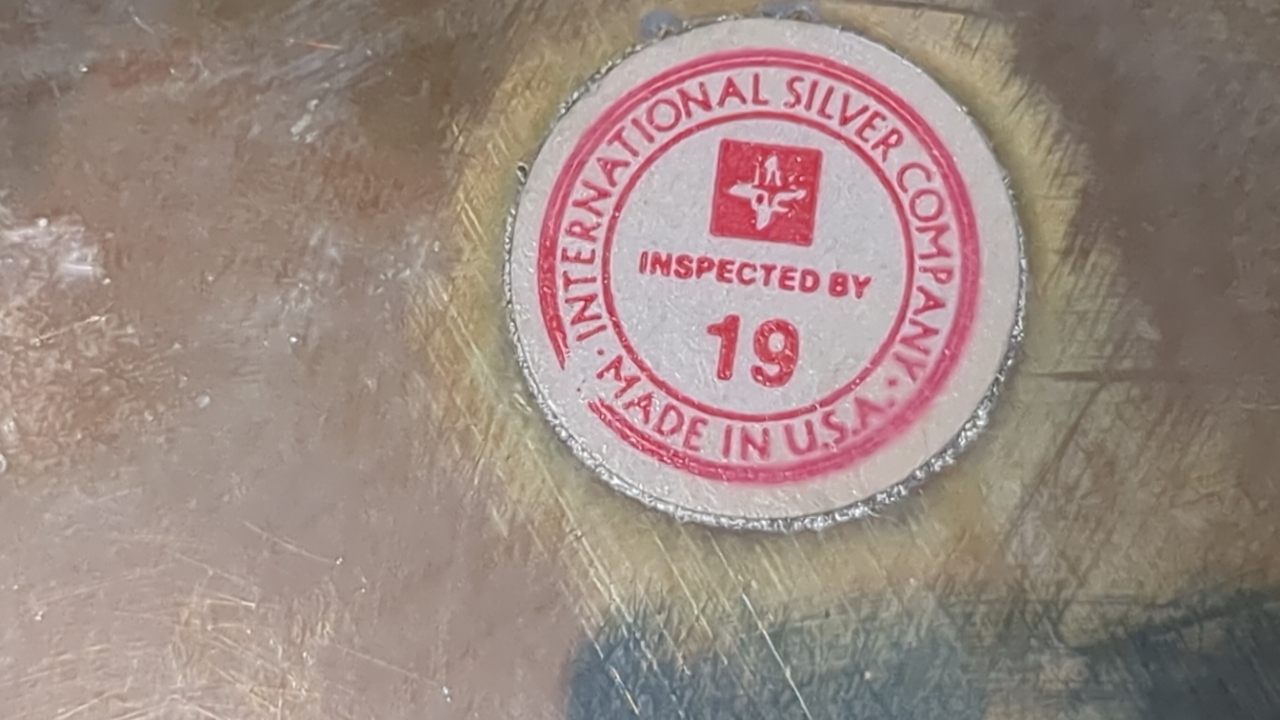 INTERNATIONAL SILVER COMPANY
INSPECTED BY
19
· MADE IN U.S.A. ·